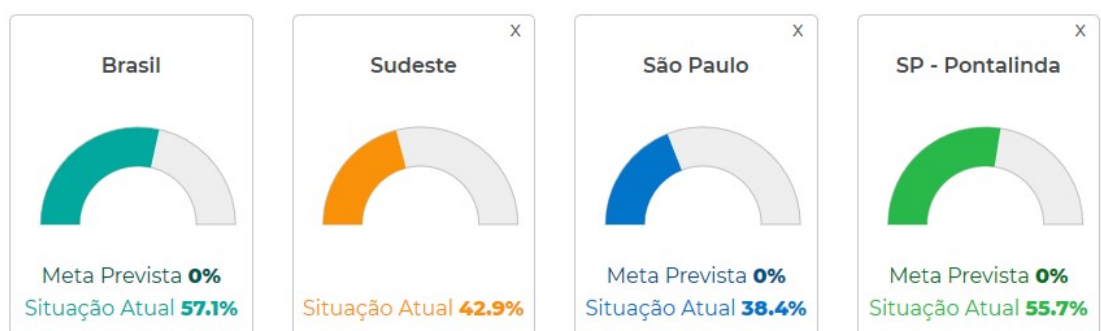 Brasil
Meta Prevista 0%
Situação Atual 57.1%
X
Sudeste
Situação Atual 42.9%
X
São Paulo
Meta Prevista 0%
Situação Atual 38.4%
X
SP - Pontalinda
Meta Prevista 0%
Situação Atual 55.7%